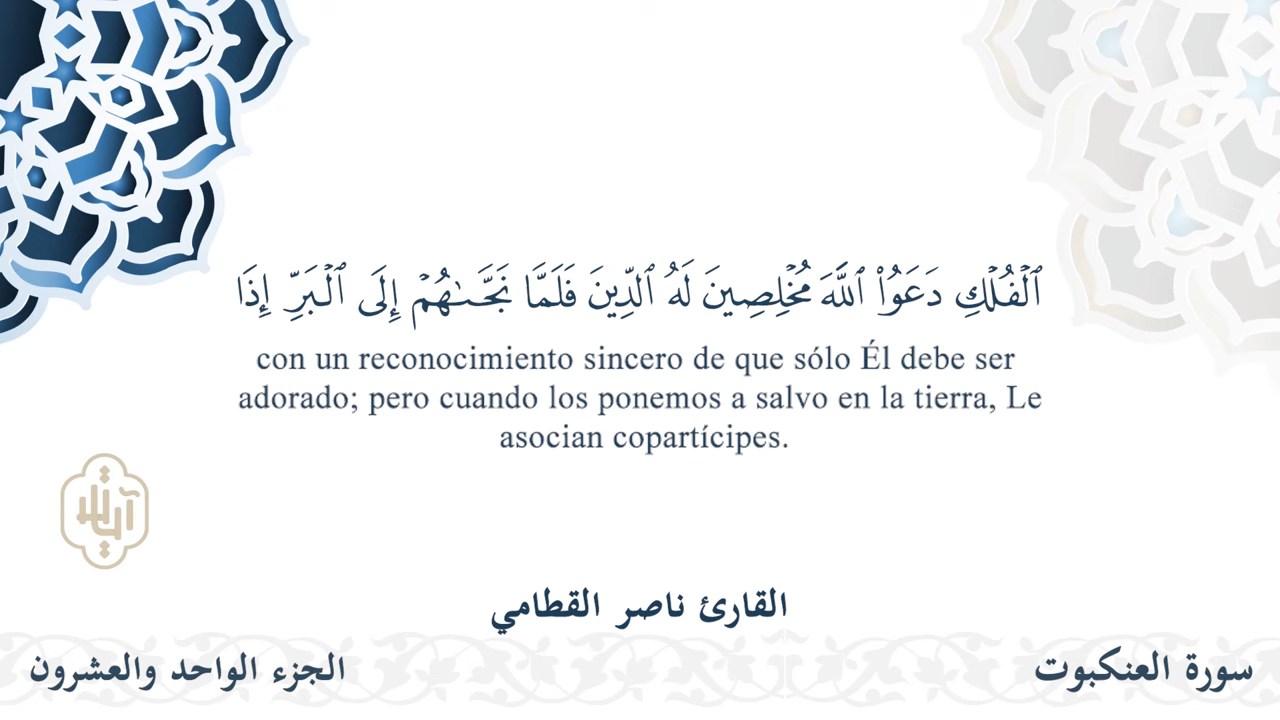 ٱلْفُلْكِ دَعَوُا۟ ٱللَّهَ مُخْلِصِينَ لَهُ ٱلدِّينَ فَلَمَّا نَجَّىٰهُمْ إِلَى ٱلْبَرِّ إِذَا
con un reconocimiento sincero de que sólo Él debe ser
adorado; pero cuando los ponemos a salvo en la tierra, Le
asocian copartícipes.
آيات
القارئ ناصر القطامي
سورة العنكبوت
الجزء الواحد والعشرون